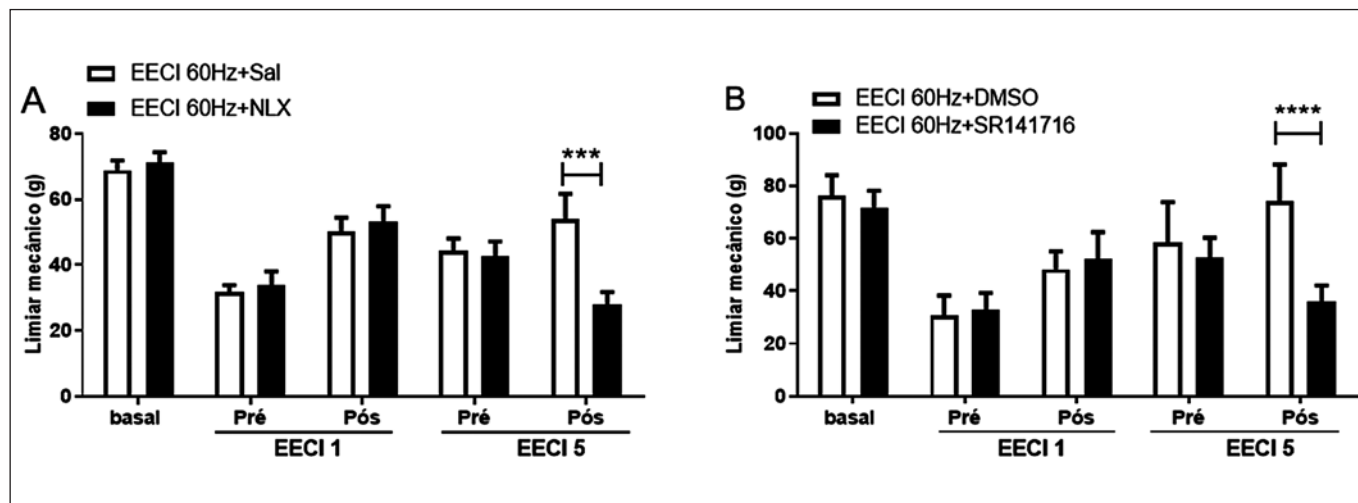 A
EECI 60Hz+Sal
EECI 60Hz+NLX
Limiar mecânico (g)
80
60
40
20
0
***
basal
Pré
Pós
Pré
Pós
EECI 1
EECI 5
B
EECI 60Hz+DMSO
EECI 60Hz+SR141716
Limiar mecânico (g)
100
80
60
40
20
0
****
basal
Pré
Pós
Pré
Pós
EECI 1
EECI 5